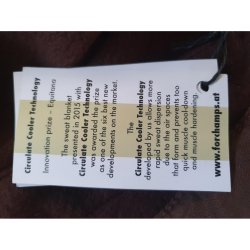 Circulate Cooler Technology
Innovation prize – Equitana
The sweat blanket
presented in 2015 with
Circulate Cooler Technology
was awarded the prize
as one of the six best new
developments on the market.
The
Circulate Cooler Technology
developed by us allows more
rapid sweat dispersion
due to the air spaces
that form and prevents too
quick muscle cool-down
and muscle hardening.
www.forchamps.at